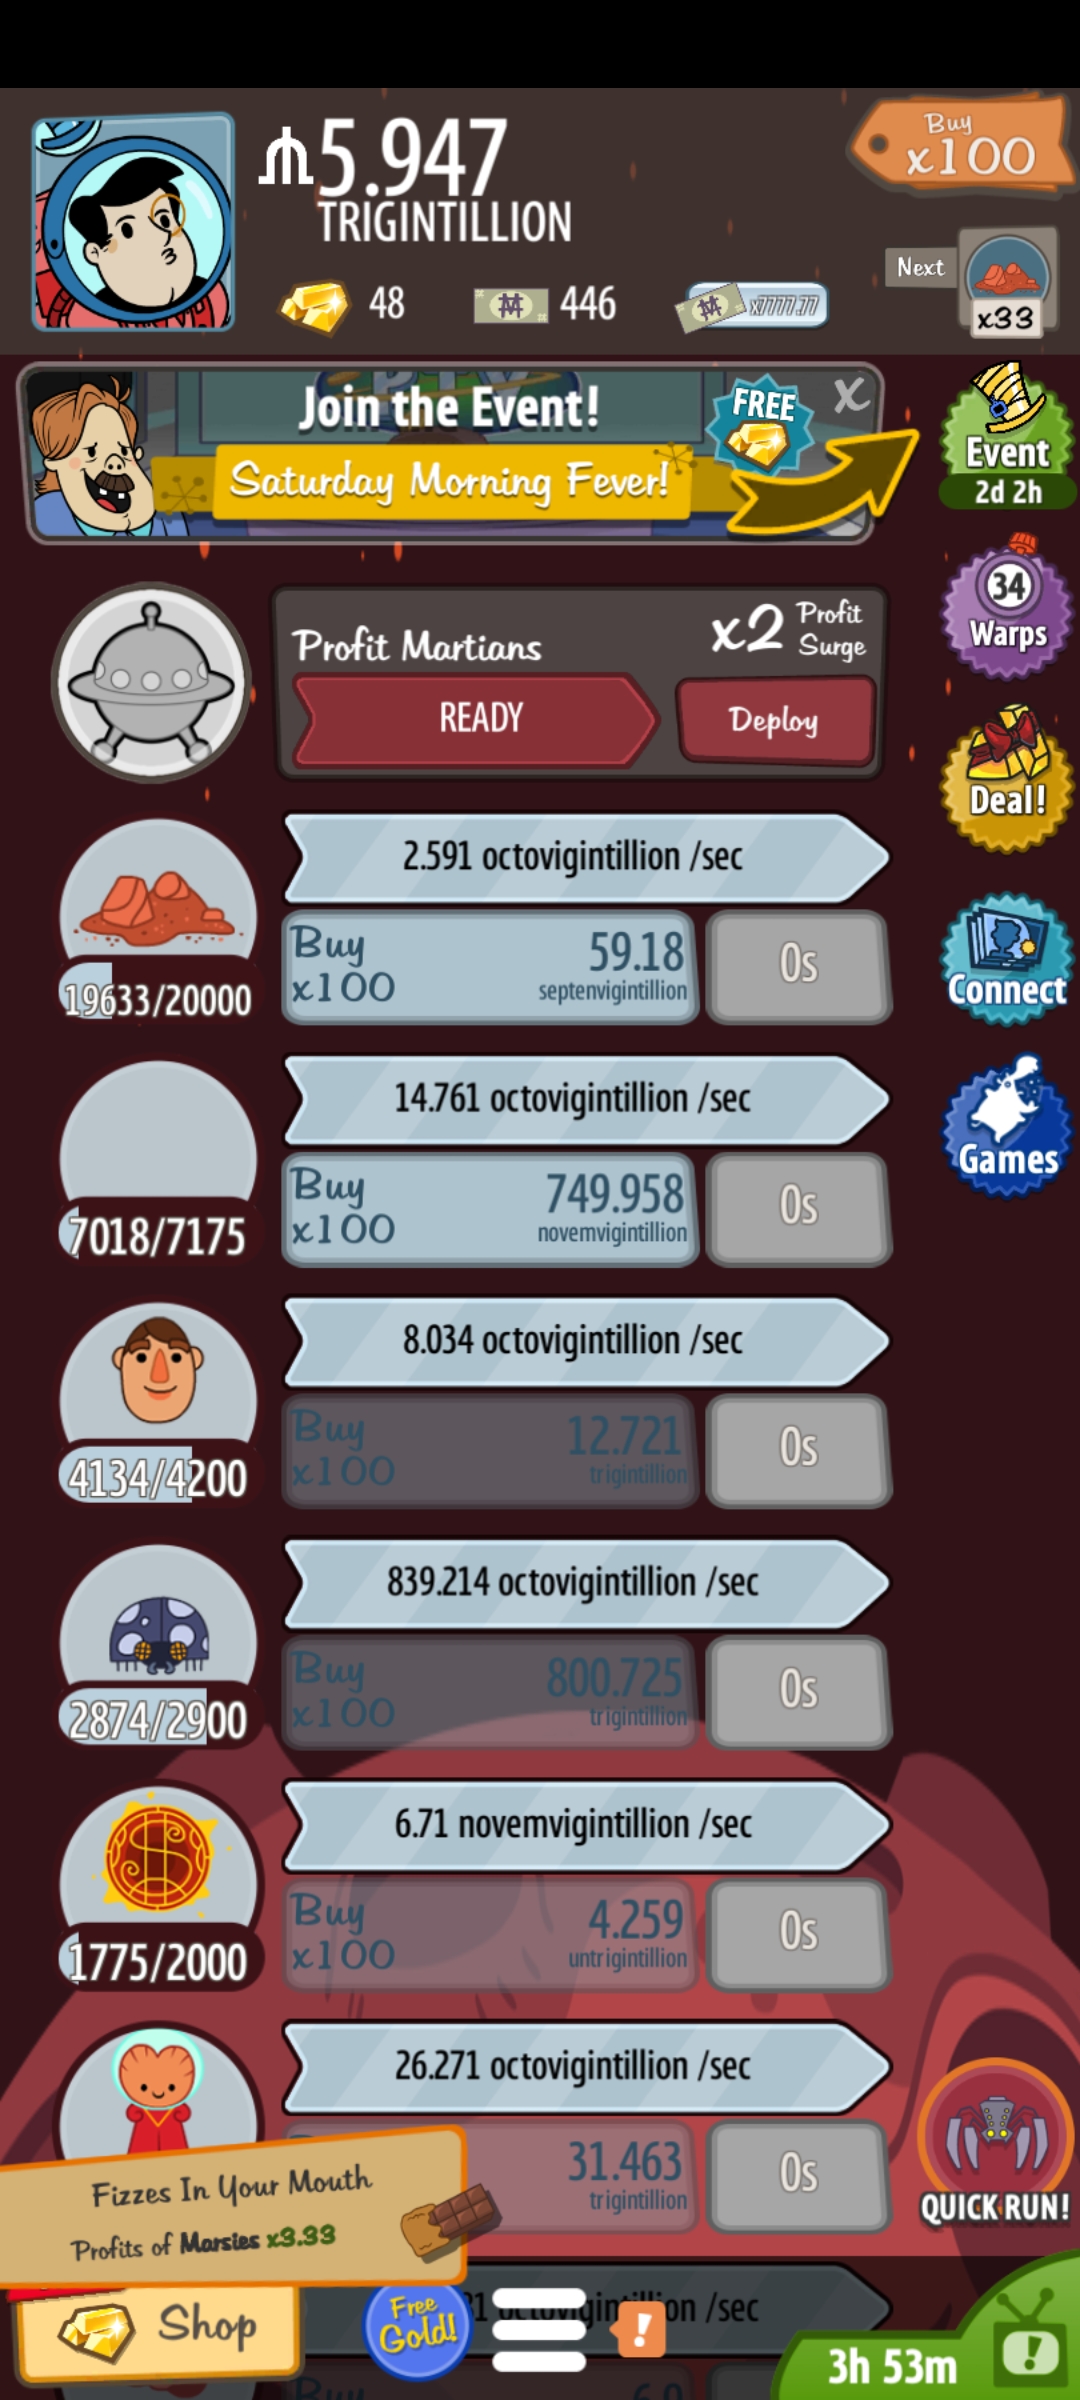 5.947
TRIGINTILLION
Buy
x100
48
446
x7777.77
Next
x33
Join the Event!
FREE
X
Saturday Morning Fever!
Event
2d 2h
34
Warps
Profit Martians
x2 Profit
Surge
READY
Deploy
Deal!
2.591 octovigintillion /sec
Buy
x100
59.18
septenvigintillion
0s
19633/20000
Connect
14.761 octovigintillion /sec
Buy
x100
749.958
novemvigintillion
0s
7018/7175
Games
8.034 octovigintillion /sec
Buy
x100
12.721
trigintillion
0s
4134/4200
839.214 octovigintillion /sec
Buy
x100
800.725
trigintillion
0s
2874/2900
6.71 novemvigintillion /sec
Buy
x100
4.259
untrigintillion
0s
1775/2000
26.271 octovigintillion /sec
31.463
trigintillion
0s
QUICK RUN!
Fizzes In Your Mouth
Profits of Marsies x3.33
octovigintillion /sec
Shop
Free
Gold!
!
3h 53m
!
Buy